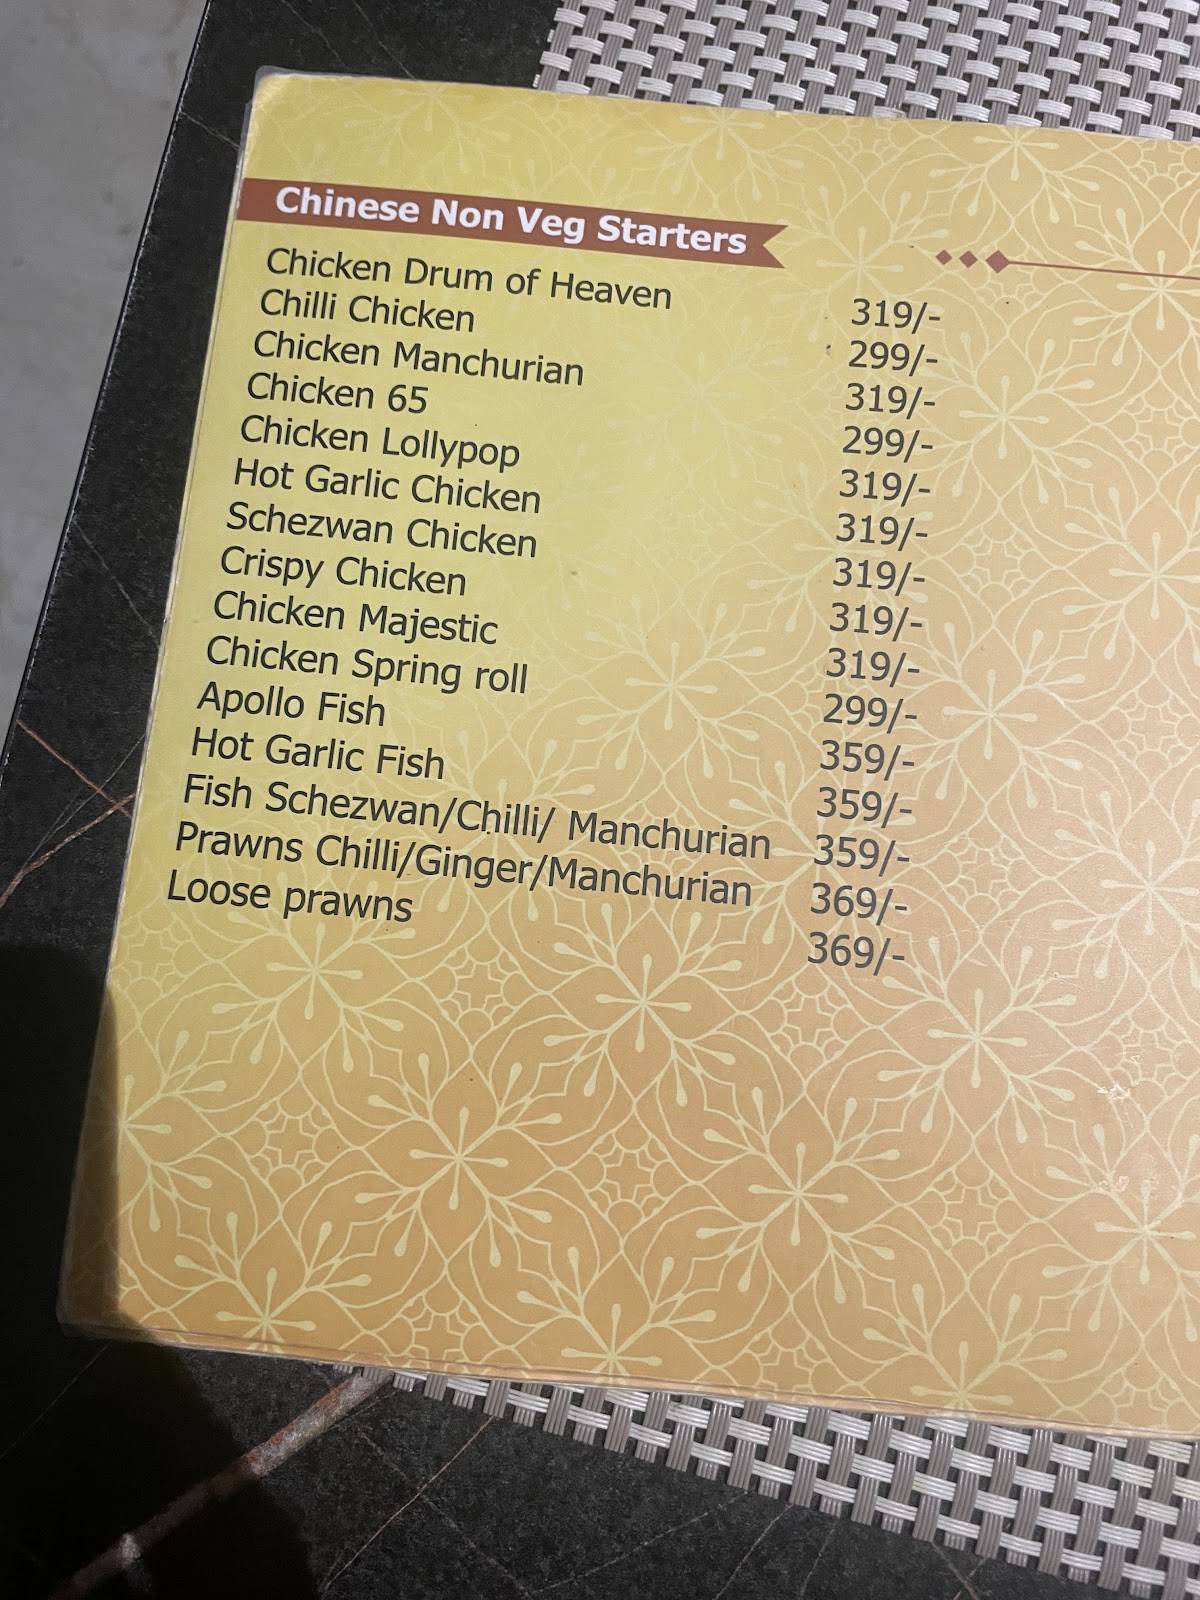 Chinese Non Veg Starters
Chicken Drum of Heaven 319/-
Chilli Chicken 299/-
Chicken Manchurian 319/-
Chicken 65 299/-
Chicken Lollypop 319/-
Hot Garlic Chicken 319/-
Schezwan Chicken 319/-
Crispy Chicken 319/-
Chicken Majestic 319/-
Chicken Spring roll 299/-
Apollo Fish 359/-
Hot Garlic Fish 359/-
Fish Schezwan/Chilli/ Manchurian 359/-
Prawns Chilli/Ginger/Manchurian 369/-
Loose prawns 369/-